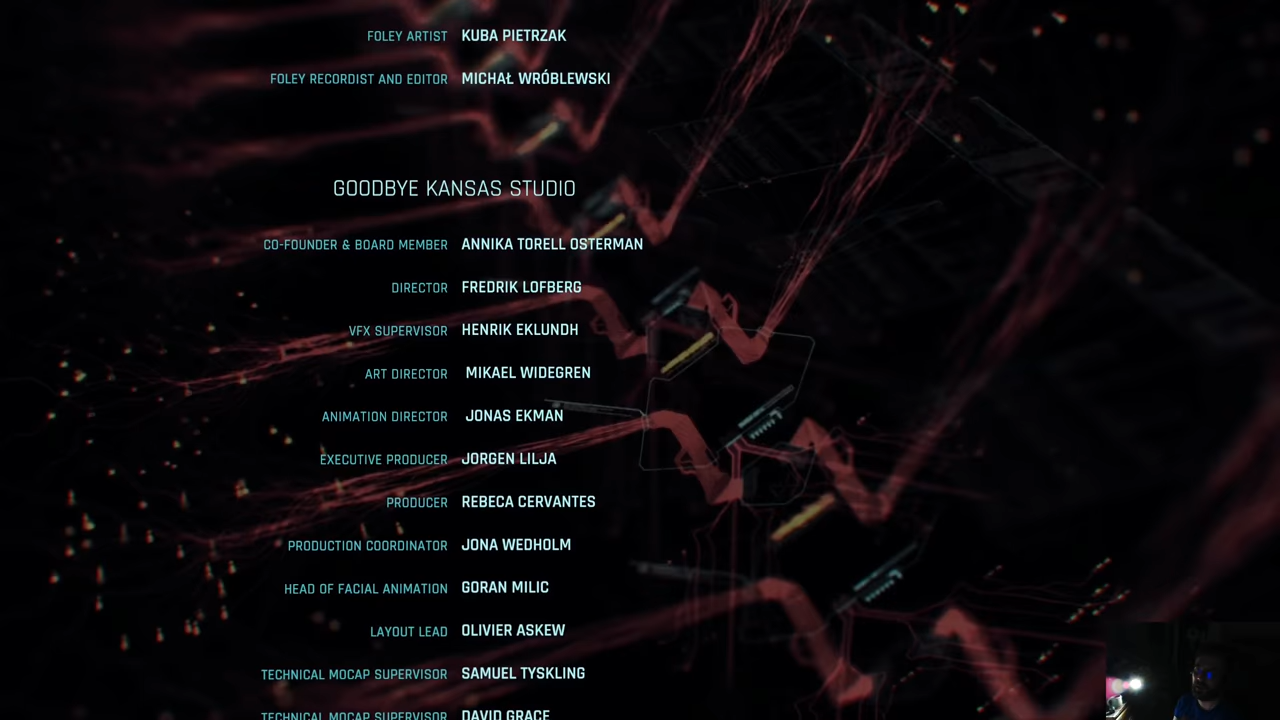 FOLEY ARTIST KUBA PIETRZAK
FOLEY RECORDIST AND EDITOR MICHAŁ WRÓBLEWSKI
GOODBYE KANSAS STUDIO
CO-FOUNDER & BOARD MEMBER ANNIKA TORELL OSTERMAN
DIRECTOR FREDRIK LOFBERG
VFX SUPERVISOR HENRIK EKLUNDH
ART DIRECTOR MIKAEL WIDEGREN
ANIMATION DIRECTOR JONAS EKMAN
EXECUTIVE PRODUCER JORGEN LILJA
PRODUCER REBECA CERVANTES
PRODUCTION COORDINATOR JONA WEDHOLM
HEAD OF FACIAL ANIMATION GORAN MILIC
LAYOUT LEAD OLIVIER ASKEW
TECHNICAL MOCAP SUPERVISOR SAMUEL TYSKLING
TECHNICAL MOCAP SUPERVISOR DAVID GRACE